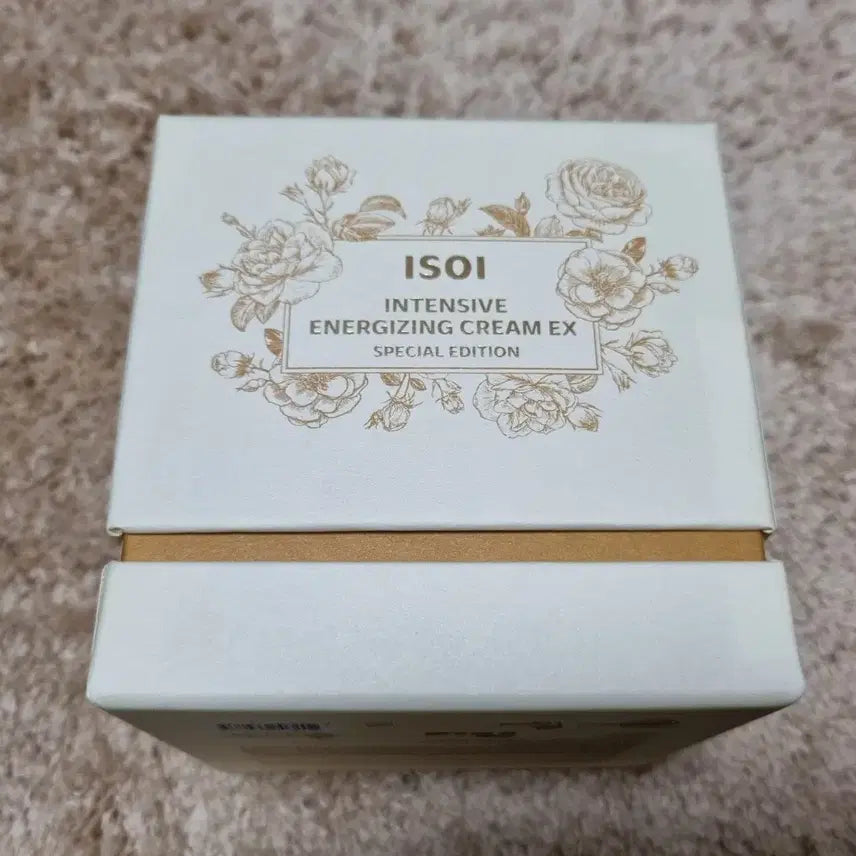 ISOI
INTENSIVE
ENERGIZING CREAM EX
SPECIAL EDITION